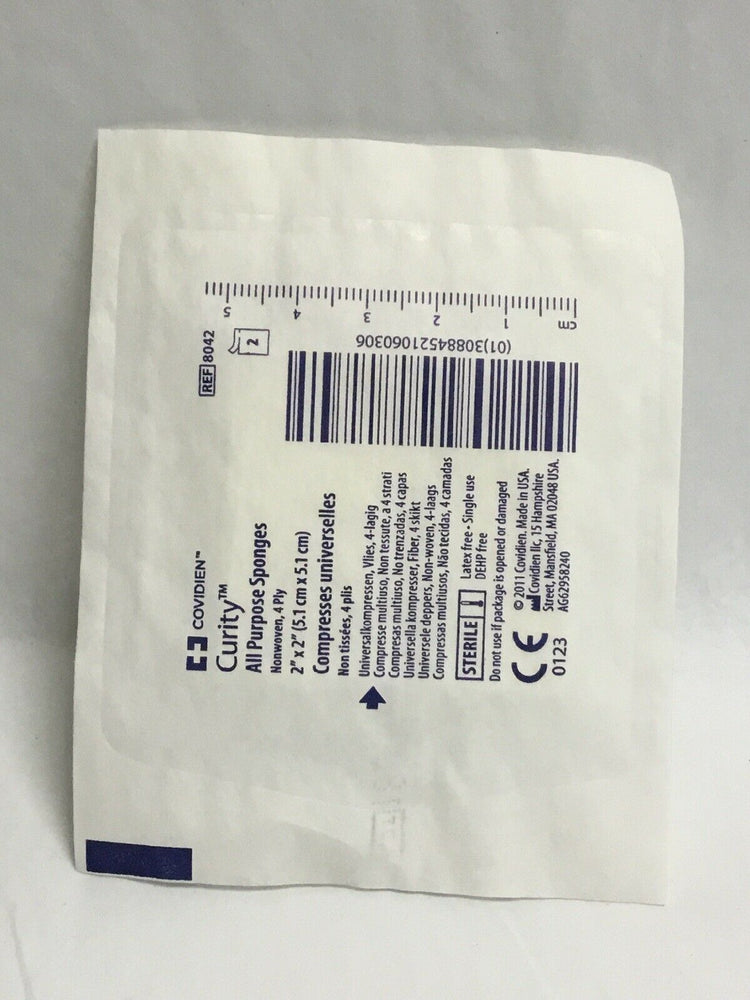 COVIDIEN™
Curity™
All Purpose Sponges
Nonwoven, 4 Ply
2" x 2" (5.1 cm x 5.1 cm)
Compresses universelles
Non tissées, 4 plis
Universalkompressen, Vlies, 4-lagig
Compresse multiuso, Non tessute, a 4 strati
Compresas multiuso, No trenzadas, 4 capas
Universella kompresser, Fiber, 4 skikt
Universele deppers, Non-woven, 4-laags
Compressas multiusos, Não tecidas, 4 camadas
STERILE
Latex free • Single use
DEHP free
Do not use if package is opened or damaged
CE
0123
© 2011 Covidien. Made in USA.
Covidien llc, 15 Hampshire
Street, Mansfield, MA 02048 USA.
AG62958240
REF 8042
2
(01)30884521060306
cm 1 2 3 4 5